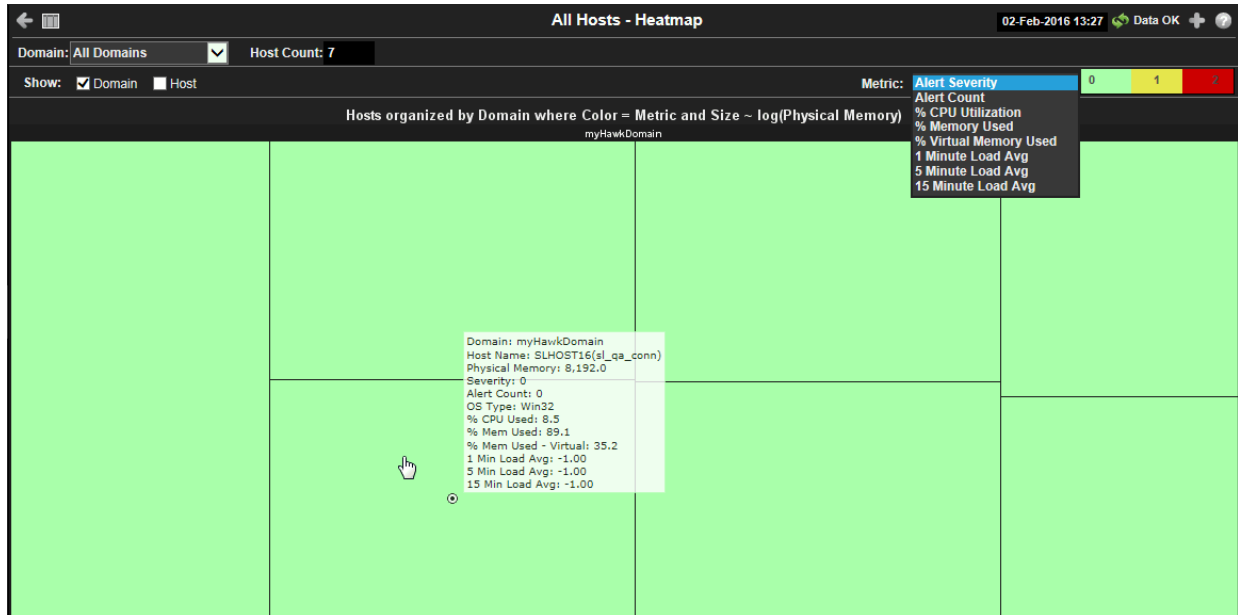 All Hosts - Heatmap
02-Feb-2016 13:27 Data OK
Domain: All Domains Host Count: 7
Show: Domain Host Metric: Alert Severity 0 1 2
Alert Count
% CPU Utilization
% Memory Used
% Virtual Memory Used
1 Minute Load Avg
5 Minute Load Avg
15 Minute Load Avg
Hosts organized by Domain where Color = Metric and Size ~ log(Physical Memory)
myHawkDomain
Domain: myHawkDomain
Host Name: SLHOST16(sl_qa_conn)
Physical Memory: 8,192.0
Severity: 0
Alert Count: 0
OS Type: Win32
% CPU Used: 8.5
% Mem Used: 89.1
% Mem Used - Virtual: 35.2
1 Min Load Avg: -1.00
5 Min Load Avg: -1.00
15 Min Load Avg: -1.00